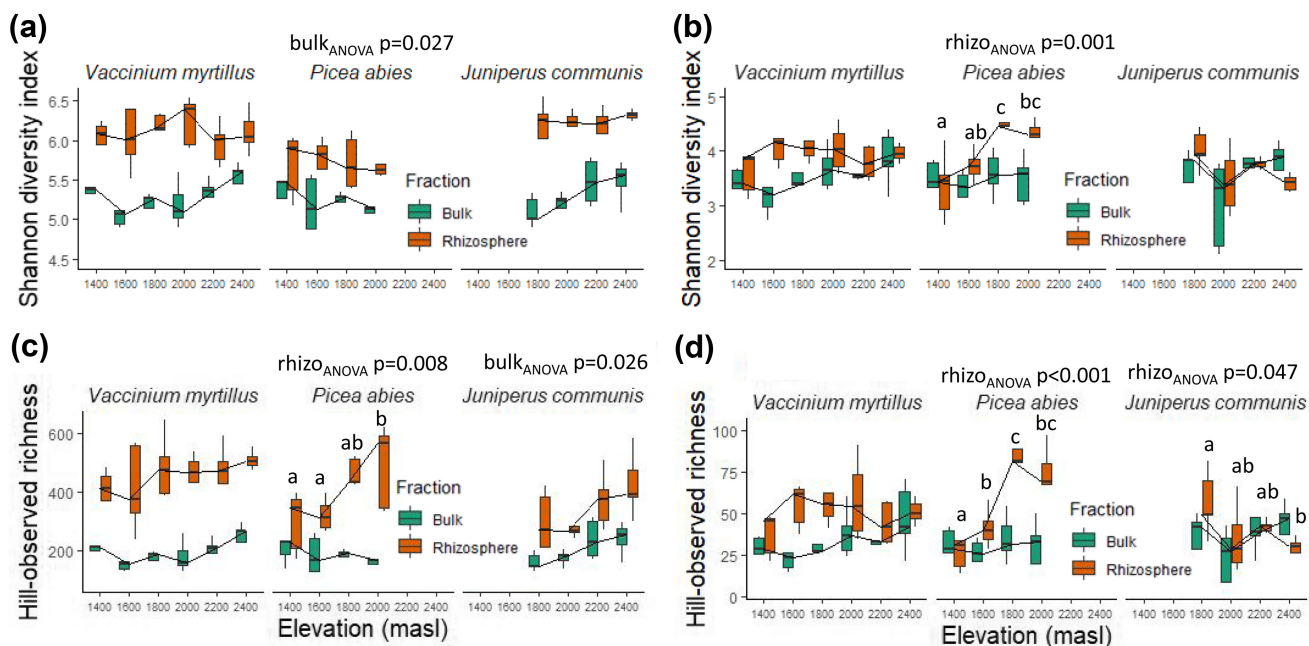 (a)
bulkANOVA p=0.027
Vaccinium myrtillus Picea abies Juniperus communis
Shannon diversity index
6.5
6.0
5.5
5.0
4.5
Fraction
Bulk
Rhizosphere
1400 1600 1800 2000 2200 2400 1400 1600 1800 2000 2200 2400 1400 1600 1800 2000 2200 2400
(b)
rhizoANOVA p=0.001
Vaccinium myrtillus Picea abies Juniperus communis
Shannon diversity index
5
4
3
2
a ab c bc
Fraction
Bulk
Rhizosphere
1400 1600 1800 2000 2200 2400 1400 1600 1800 2000 2200 2400 1400 1600 1800 2000 2200 2400
(c)
rhizoANOVA p=0.008 bulkANOVA p=0.026
Vaccinium myrtillus Picea abies Juniperus communis
Hill-observed richness
600
400
200
a a ab b
Fraction
Bulk
Rhizosphere
1400 1600 1800 2000 2200 2400 1400 1600 1800 2000 2200 2400 1400 1600 1800 2000 2200 2400
Elevation (masl)
(d)
rhizoANOVA p<0.001 rhizoANOVA p=0.047
Vaccinium myrtillus Picea abies Juniperus communis
Hill-observed richness
100
75
50
25
0
a b c bc
a ab ab b
Fraction
Bulk
Rhizosphere
1400 1600 1800 2000 2200 2400 1400 1600 1800 2000 2200 2400 1400 1600 1800 2000 2200 2400
Elevation (masl)